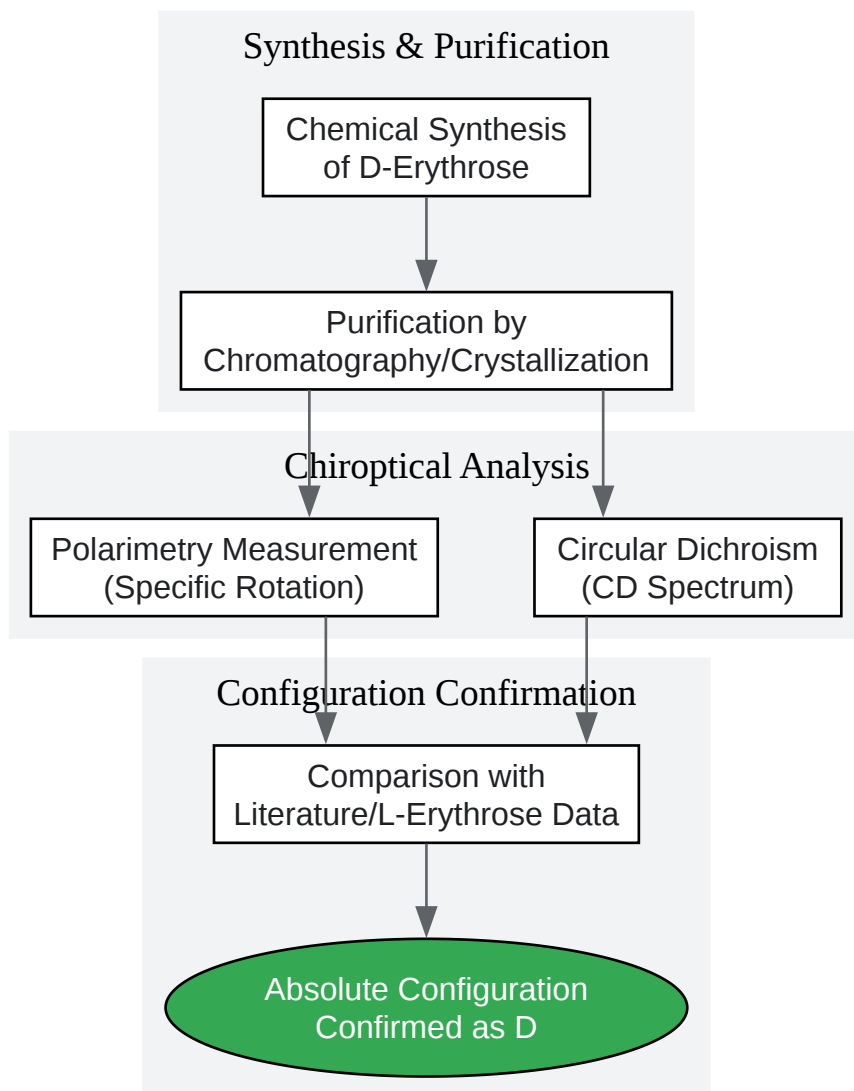 Synthesis & Purification
Chemical Synthesis
of D-Erythrose
Purification by
Chromatography/Crystallization
Chiroptical Analysis
Polarimetry Measurement
(Specific Rotation)
Circular Dichroism
(CD Spectrum)
Configuration Confirmation
Comparison with
Literature/L-Erythrose Data
Absolute Configuration
Confirmed as D